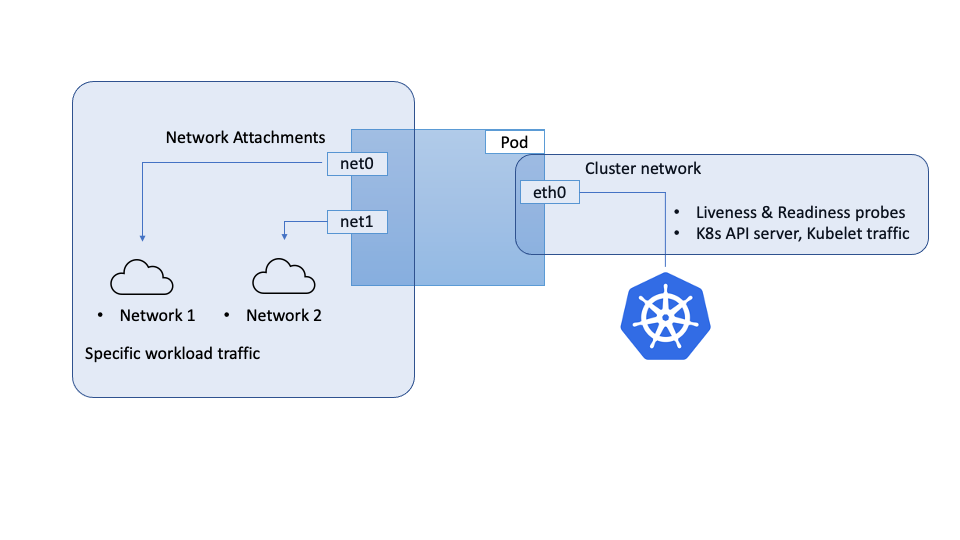 Network Attachments
Pod
net0
Cluster network
eth0
net1
• Liveness & Readiness probes
• K8s API server, Kubelet traffic
• Network 1
• Network 2
Specific workload traffic